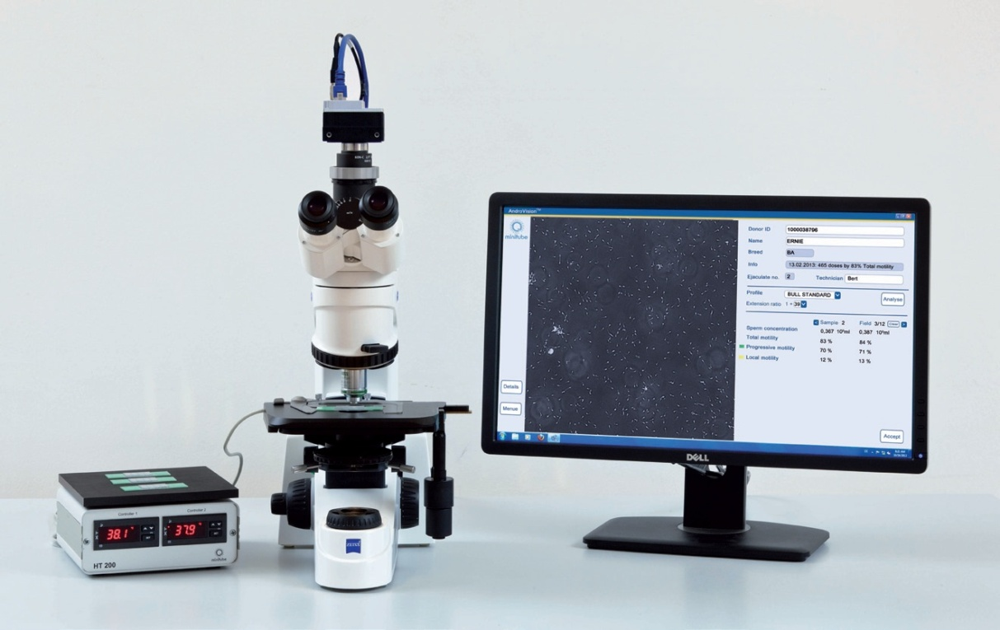 AndroVision™
minitube
Donor ID 1000038796
Name ERNIE
Breed BA
Info 13.02 2013: 465 doses by 83% Total motility
Ejaculate no. 2 Technician Bert
Profile BULL STANDARD Analyse
Extension ratio 1 + 39
Sample 2 Field 3/12 Clear
Sperm concentration 0,367 10⁹/ml 0,387 10⁹/ml
Total motility 83 % 84 %
Progressive motility 70 % 71 %
Local motility 12 % 13 %
Details
Menue
Accept
DELL
ZEISS
Controller 1 Controller 2
38.1° 37.9°
SET SET
HT 200 minitube